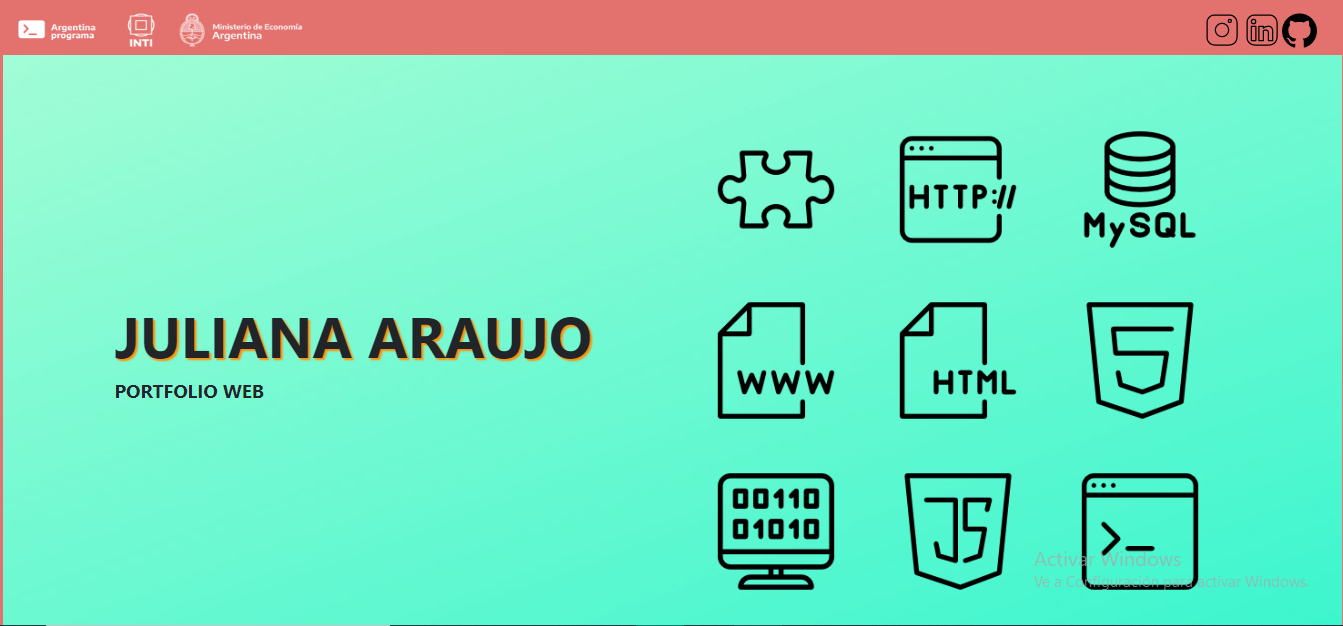 Argentina
programa
INTI
Ministerio de Economía
Argentina
in
HTTP://
MySQL
JULIANA ARAUJO
PORTFOLIO WEB
WWW
HTML
5
00110
01010
JS
>_
Activar Windows
Ve a Configuración para activar Windows.